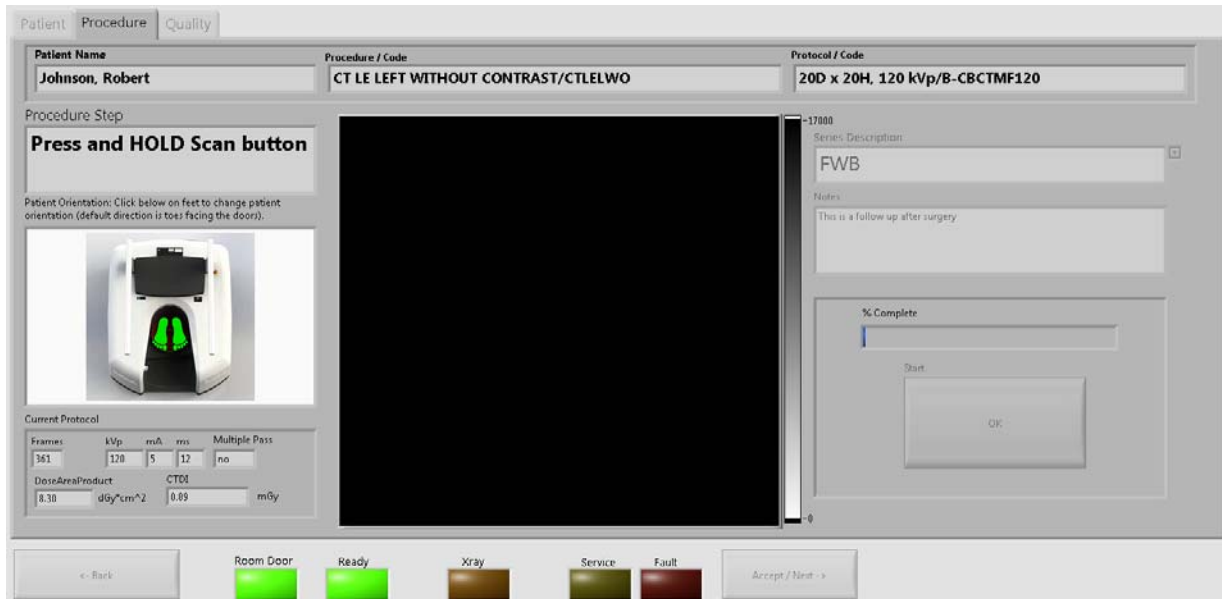 Patient Procedure Quality
Patient Name
Johnson, Robert
Procedure / Code
CT LE LEFT WITHOUT CONTRAST/CTLELWO
Protocol / Code
20D x 20H, 120 kVp/B-CBCTMF120
Procedure Step
Press and HOLD Scan button
Patient Orientation: Click below on feet to change patient
orientation (default direction is toes facing the doors).
Current Protocol
Frames kVp mA ms Multiple Pass
361 120 5 12 no
DoseAreaProduct CTDI
8.30 dGy*cm^2 0.89 mGy
-17000
-0
Series Description
FWB
Notes
This is a follow up after surgery
% Complete
Start
OK
<- Back
Room Door Ready Xray Service Fault
Accept / Next ->